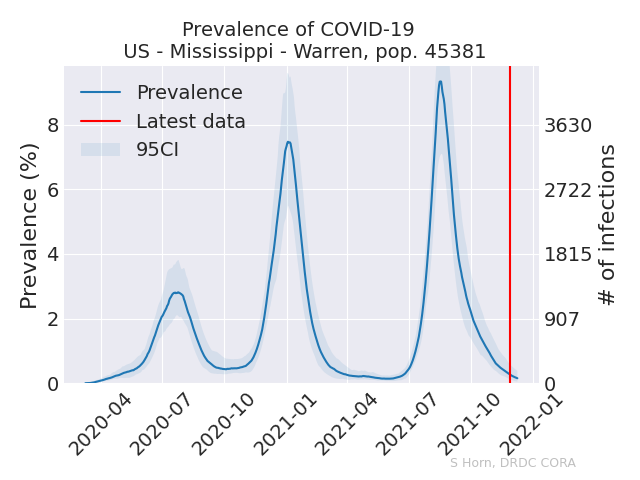 Prevalence of COVID-19
US - Mississippi - Warren, pop. 45381
Prevalence
Latest data
95CI
Prevalence (%)
8
6
4
2
0
3630
2722
1815
907
0
# of infections
2020-04
2020-07
2020-10
2021-01
2021-04
2021-07
2021-10
2022-01
S Horn, DRDC CORA